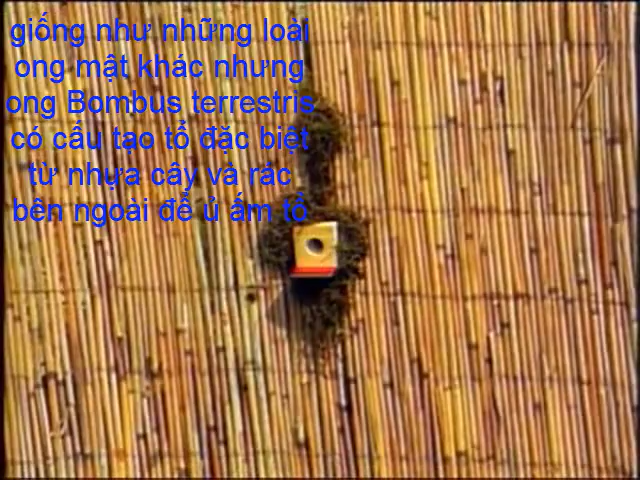 giống như những loài
ong mật khác nhưng
ong Bombus terrestris
có cấu tạo tổ đặc biệt
từ nhựa cây và rác
bên ngoài để ủ ấm tổ